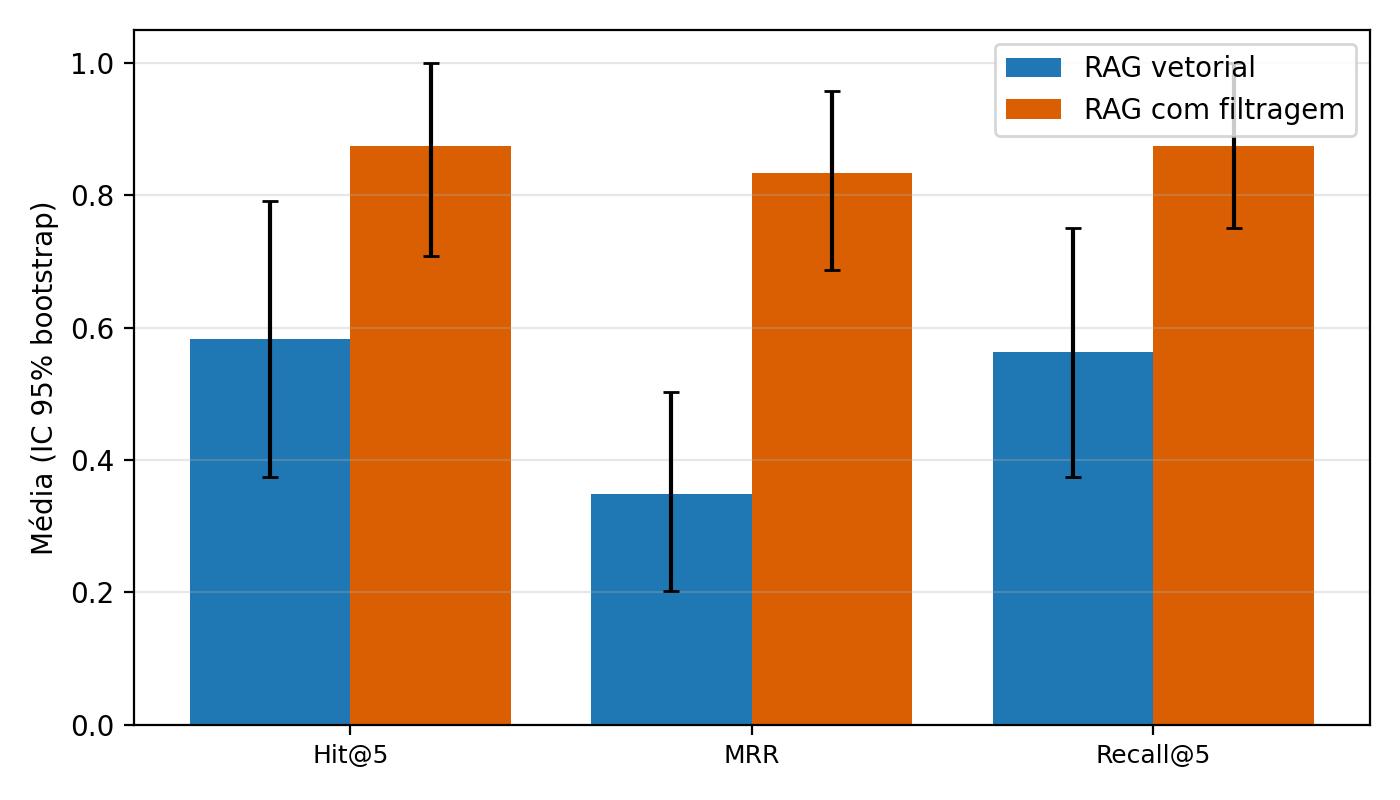 RAG vetorial
RAG com filtragem
Média (IC 95% bootstrap)
1.0
0.8
0.6
0.4
0.2
0.0
Hit@5
MRR
Recall@5